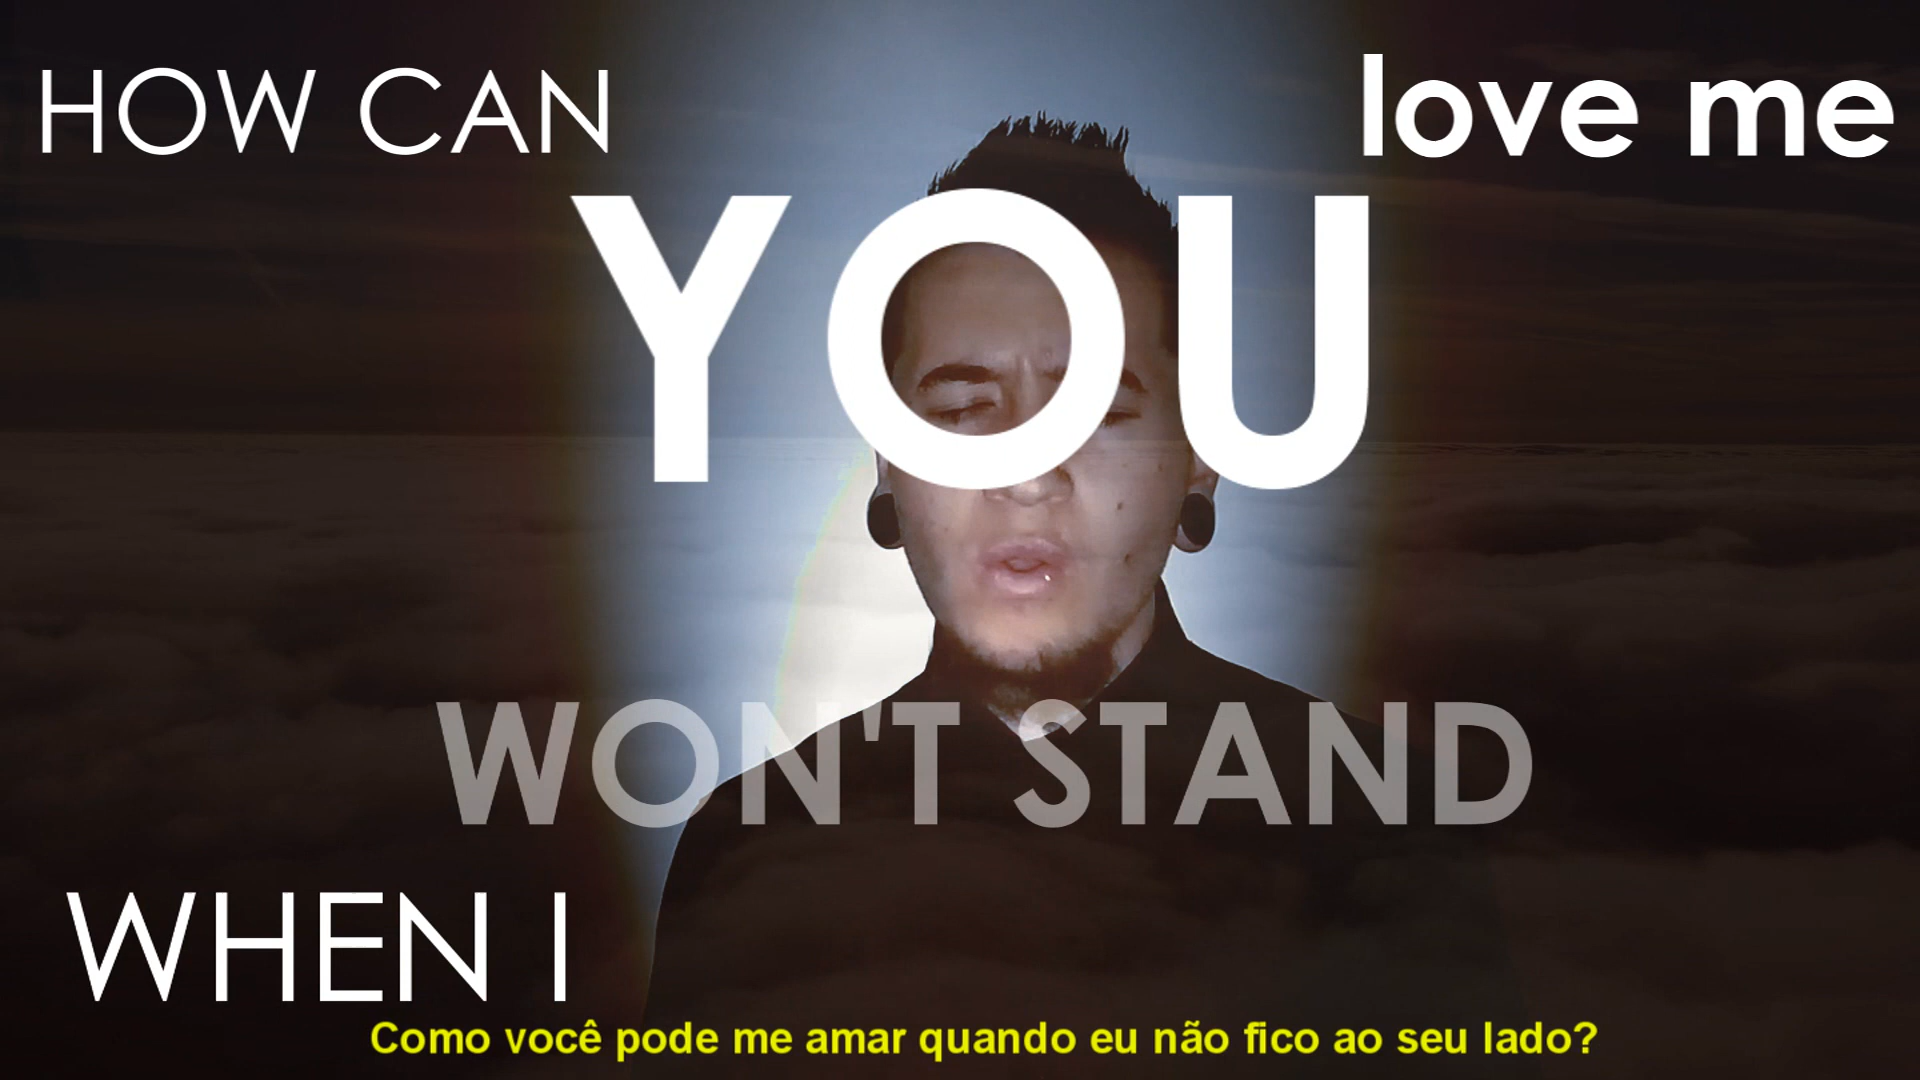 HOW CAN
love me
YOU
WON'T STAND
WHEN I
Como você pode me amar quando eu não fico ao seu lado?